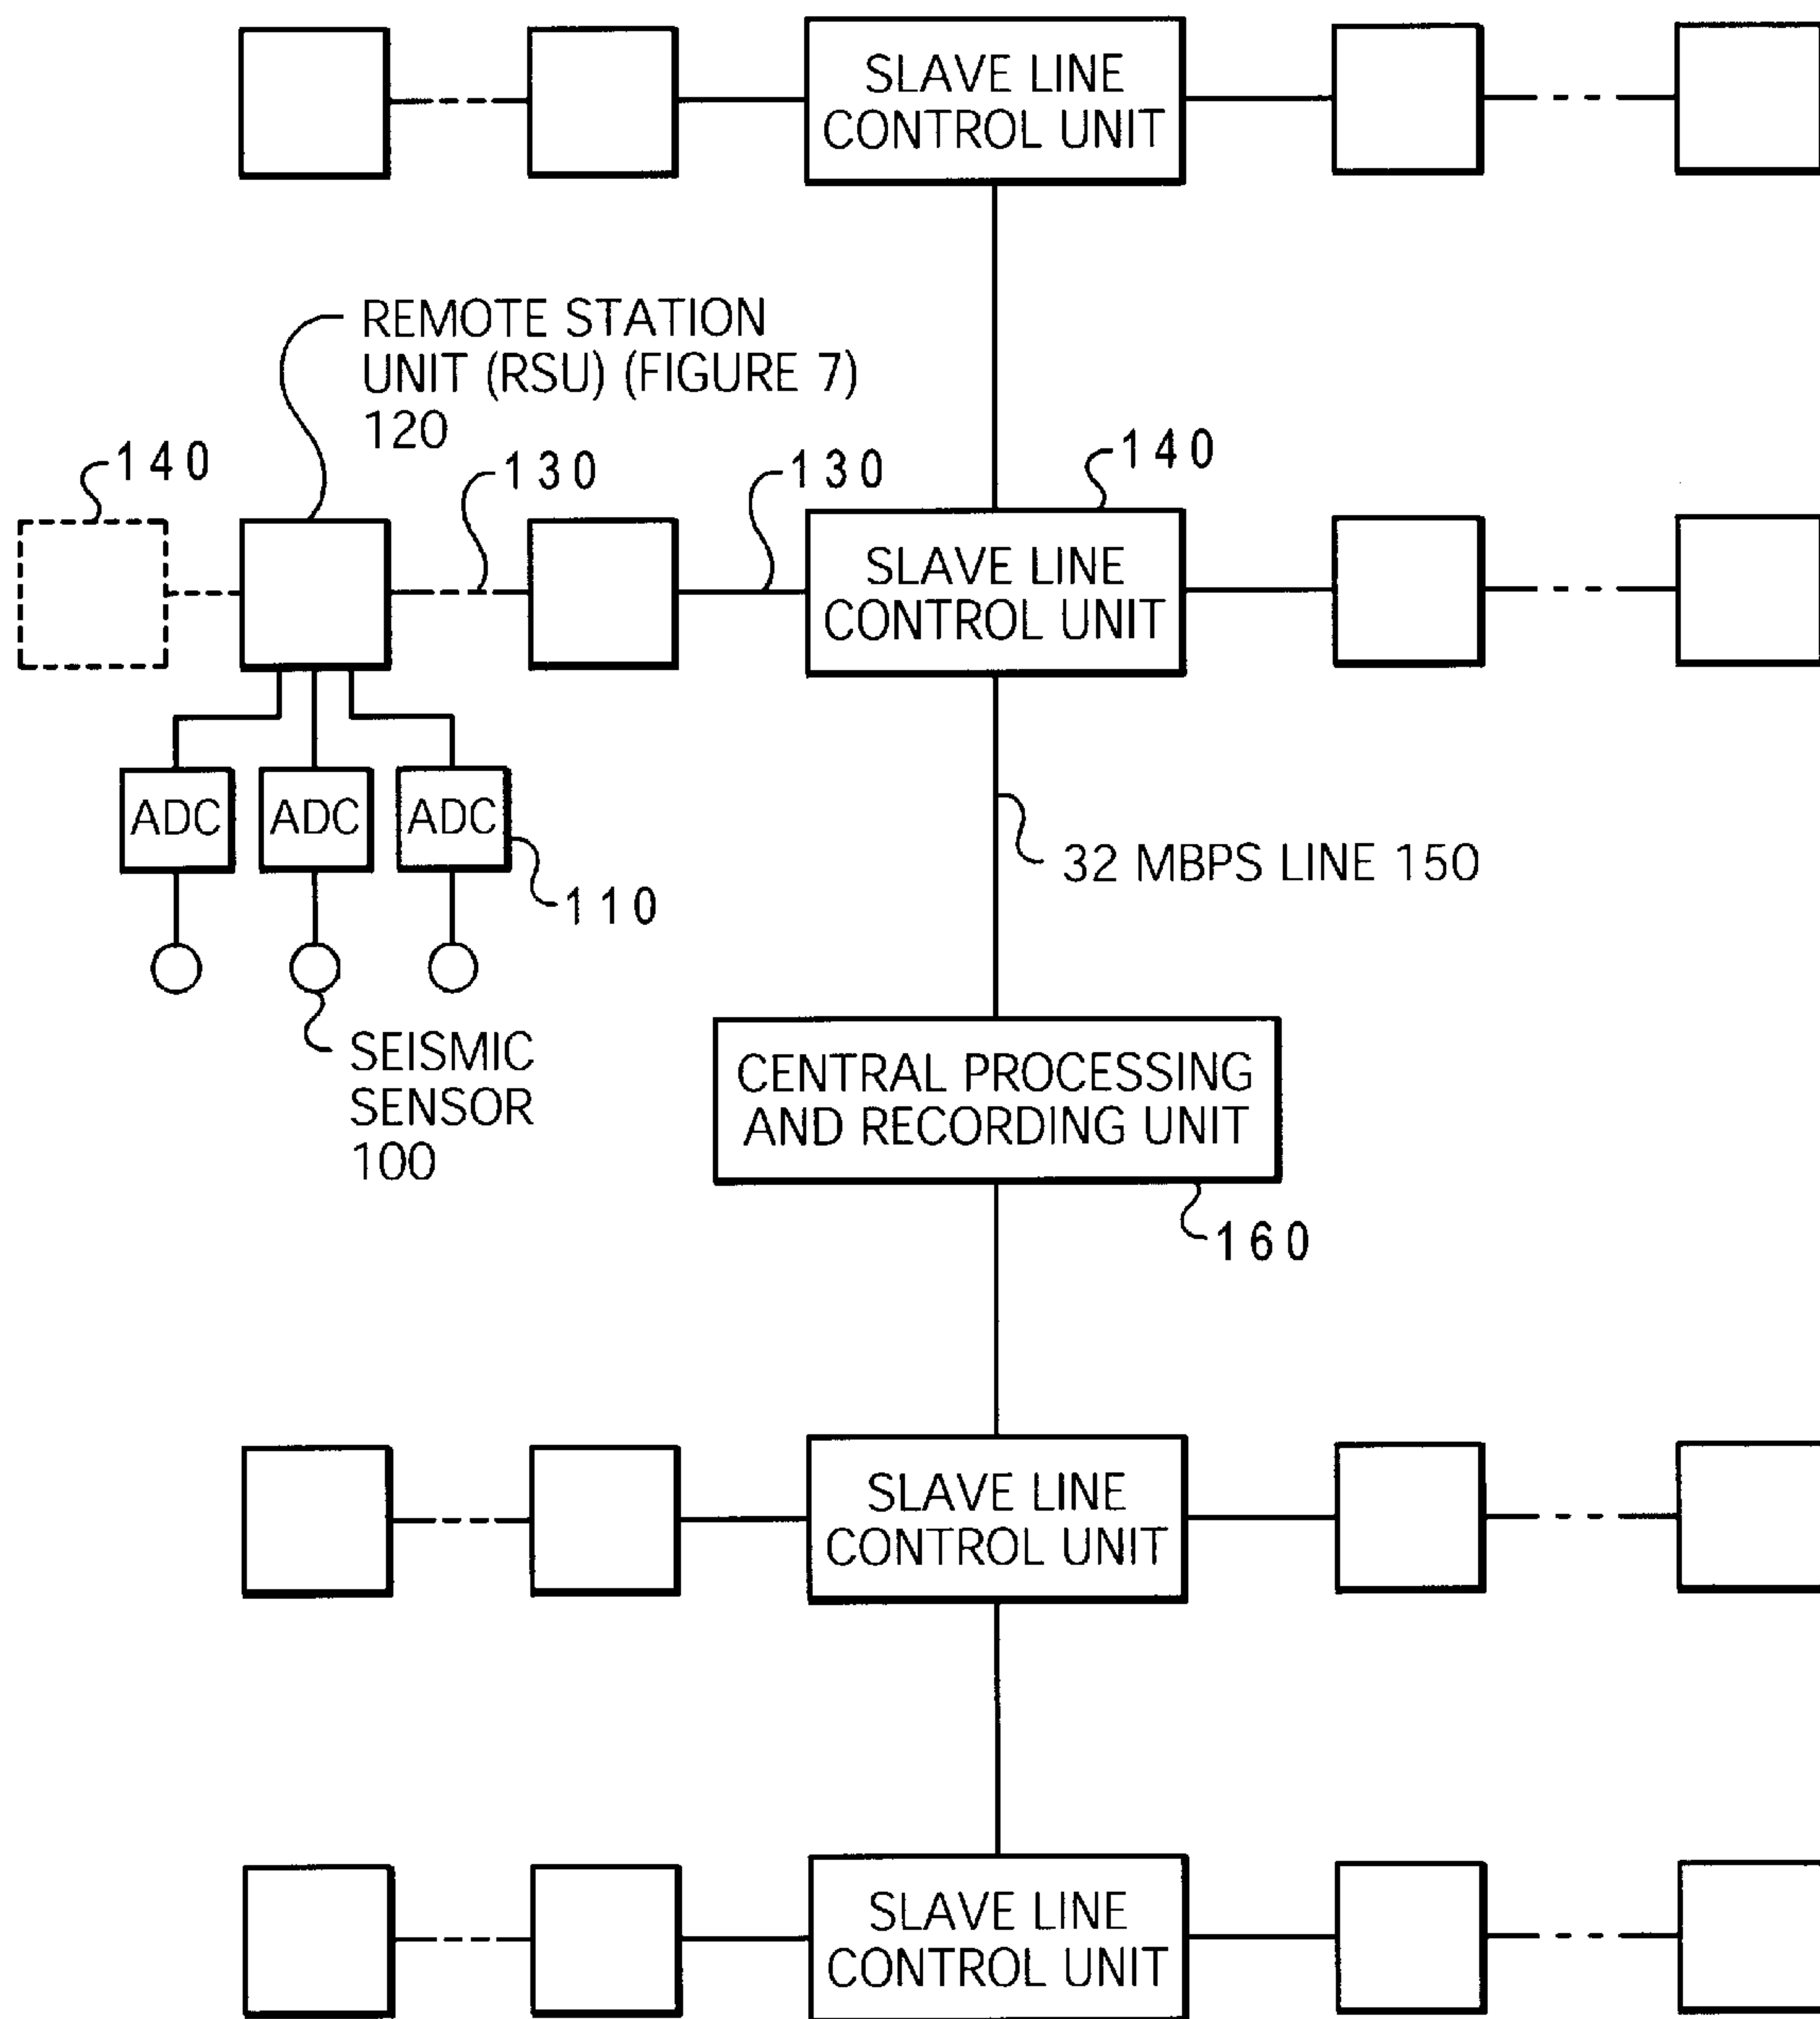 SLAVE LINE
CONTROL UNIT
REMOTE STATION
UNIT (RSU) (FIGURE 7)
120
140
130
130
140
SLAVE LINE
CONTROL UNIT
ADC
ADC
ADC
110
32 MBPS LINE 150
SEISMIC
SENSOR
100
CENTRAL PROCESSING
AND RECORDING UNIT
160
SLAVE LINE
CONTROL UNIT
SLAVE LINE
CONTROL UNIT